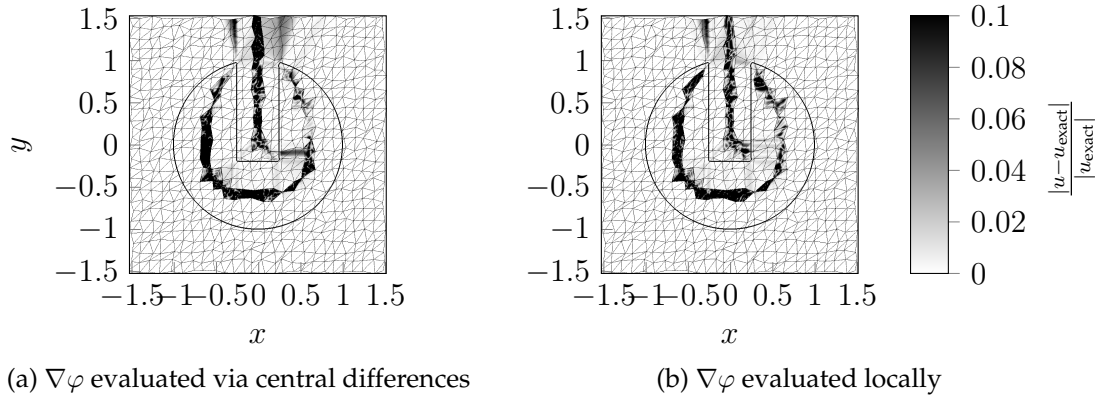 1.5
1
0.5
0
−0.5
−1
−1.5
y
−1.5−1−0.50 0.5 1 1.5
x
1.5
1
0.5
0
−0.5
−1
−1.5
−1.5−1−0.50 0.5 1 1.5
x
0.1
0.08
0.06
0.04
0.02
0
|u−u_exact|
|u_exact|
(a) ∇φ evaluated via central differences
(b) ∇φ evaluated locally